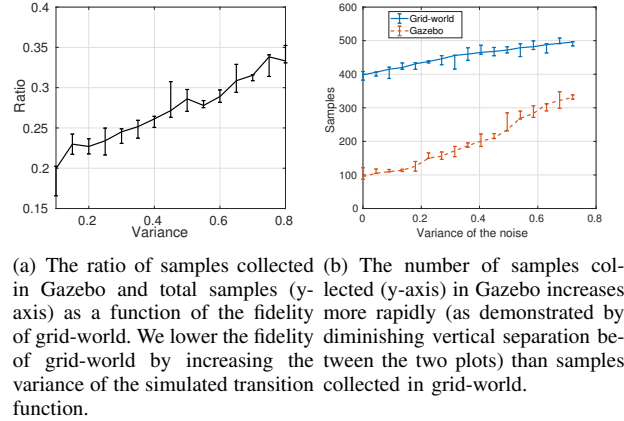 0.4
0.35
0.3
0.25
0.2
0.15
Ratio
0.2
0.4
0.6
0.8
Variance
Grid-world
Gazebo
600
500
400
300
200
100
0
Samples
0
0.2
0.4
0.6
0.8
Variance of the noise
(a) The ratio of samples collected
in Gazebo and total samples (y-
axis) as a function of the fidelity
of grid-world. We lower the fidelity
of grid-world by increasing the
variance of the simulated transition
function.
(b) The number of samples col-
lected (y-axis) in Gazebo increases
more rapidly (as demonstrated by
diminishing vertical separation be-
tween the two plots) than samples
collected in grid-world.